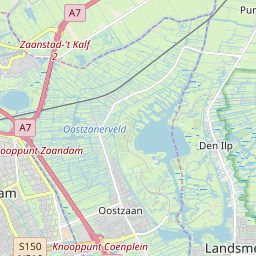 A7
Pur
Zaanstad-'t Kalf
2
A7
Oostzanerveld
Knooppunt Zaandam
Den Ilp
am
Oostzaan
S150
Knooppunt Coenplein
Landsme